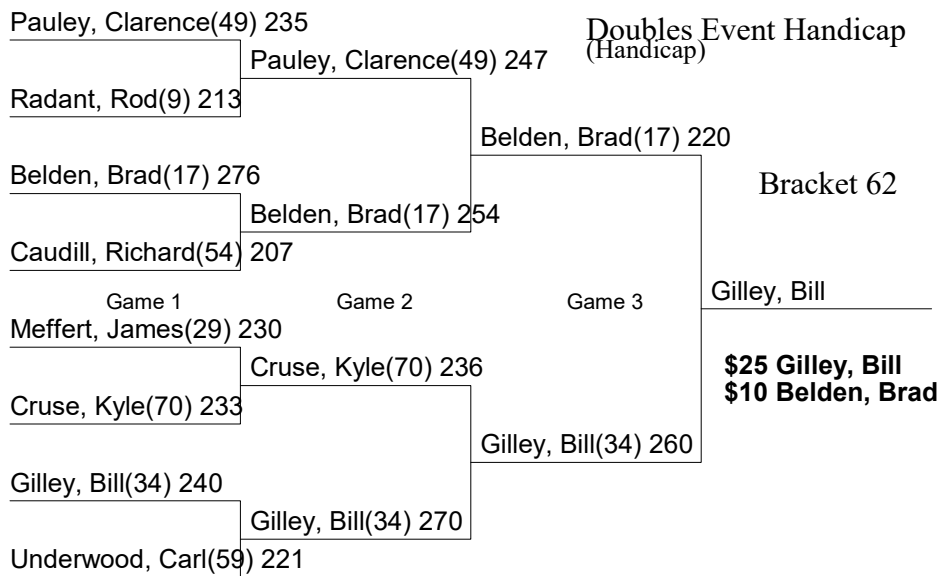 Pauley, Clarence(49) 235
Doubles Event Handicap
(Handicap)
Pauley, Clarence(49) 247
Radant, Rod(9) 213
Belden, Brad(17) 220
Belden, Brad(17) 276
Bracket 62
Belden, Brad(17) 254
Caudill, Richard(54) 207
Game 1
Game 2
Game 3
Gilley, Bill
Meffert, James(29) 230
Cruse, Kyle(70) 236
$25 Gilley, Bill
$10 Belden, Brad
Cruse, Kyle(70) 233
Gilley, Bill(34) 260
Gilley, Bill(34) 240
Gilley, Bill(34) 270
Underwood, Carl(59) 221